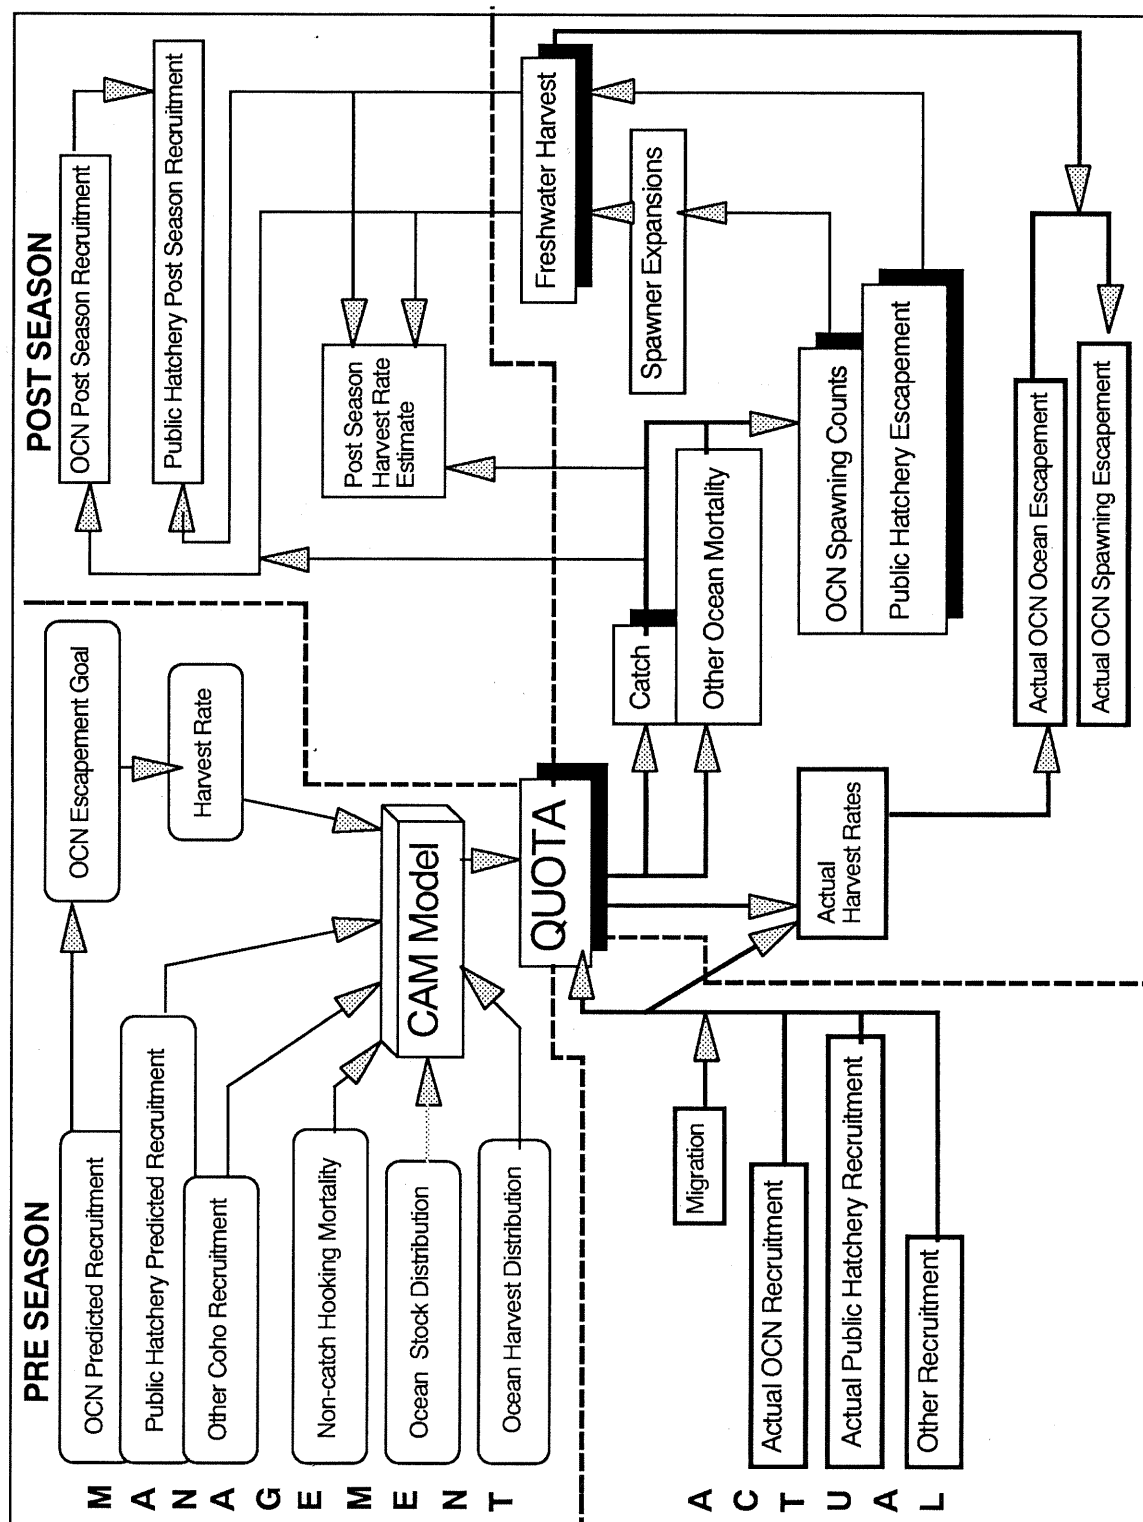 PRE SEASON
POST SEASON
MANAGEMENT
OCN Predicted Recruitment
Public Hatchery Predicted Recruitment
Other Coho Recruitment
Non-catch Hooking Mortality
Ocean Stock Distribution
Ocean Harvest Distribution
OCN Escapement Goal
Harvest Rate
CAM Model
QUOTA
OCN Post Season Recruitment
Public Hatchery Post Season Recruitment
Post Season
Harvest Rate
Estimate
Freshwater Harvest
Spawner Expansions
ACTUAL
Migration
Actual OCN Recruitment
Actual Public Hatchery Recruitment
Other Recruitment
Catch
Other Ocean Mortality
Actual
Harvest Rates
OCN Spawning Counts
Public Hatchery Escapement
Actual OCN Ocean Escapement
Actual OCN Spawning Escapement